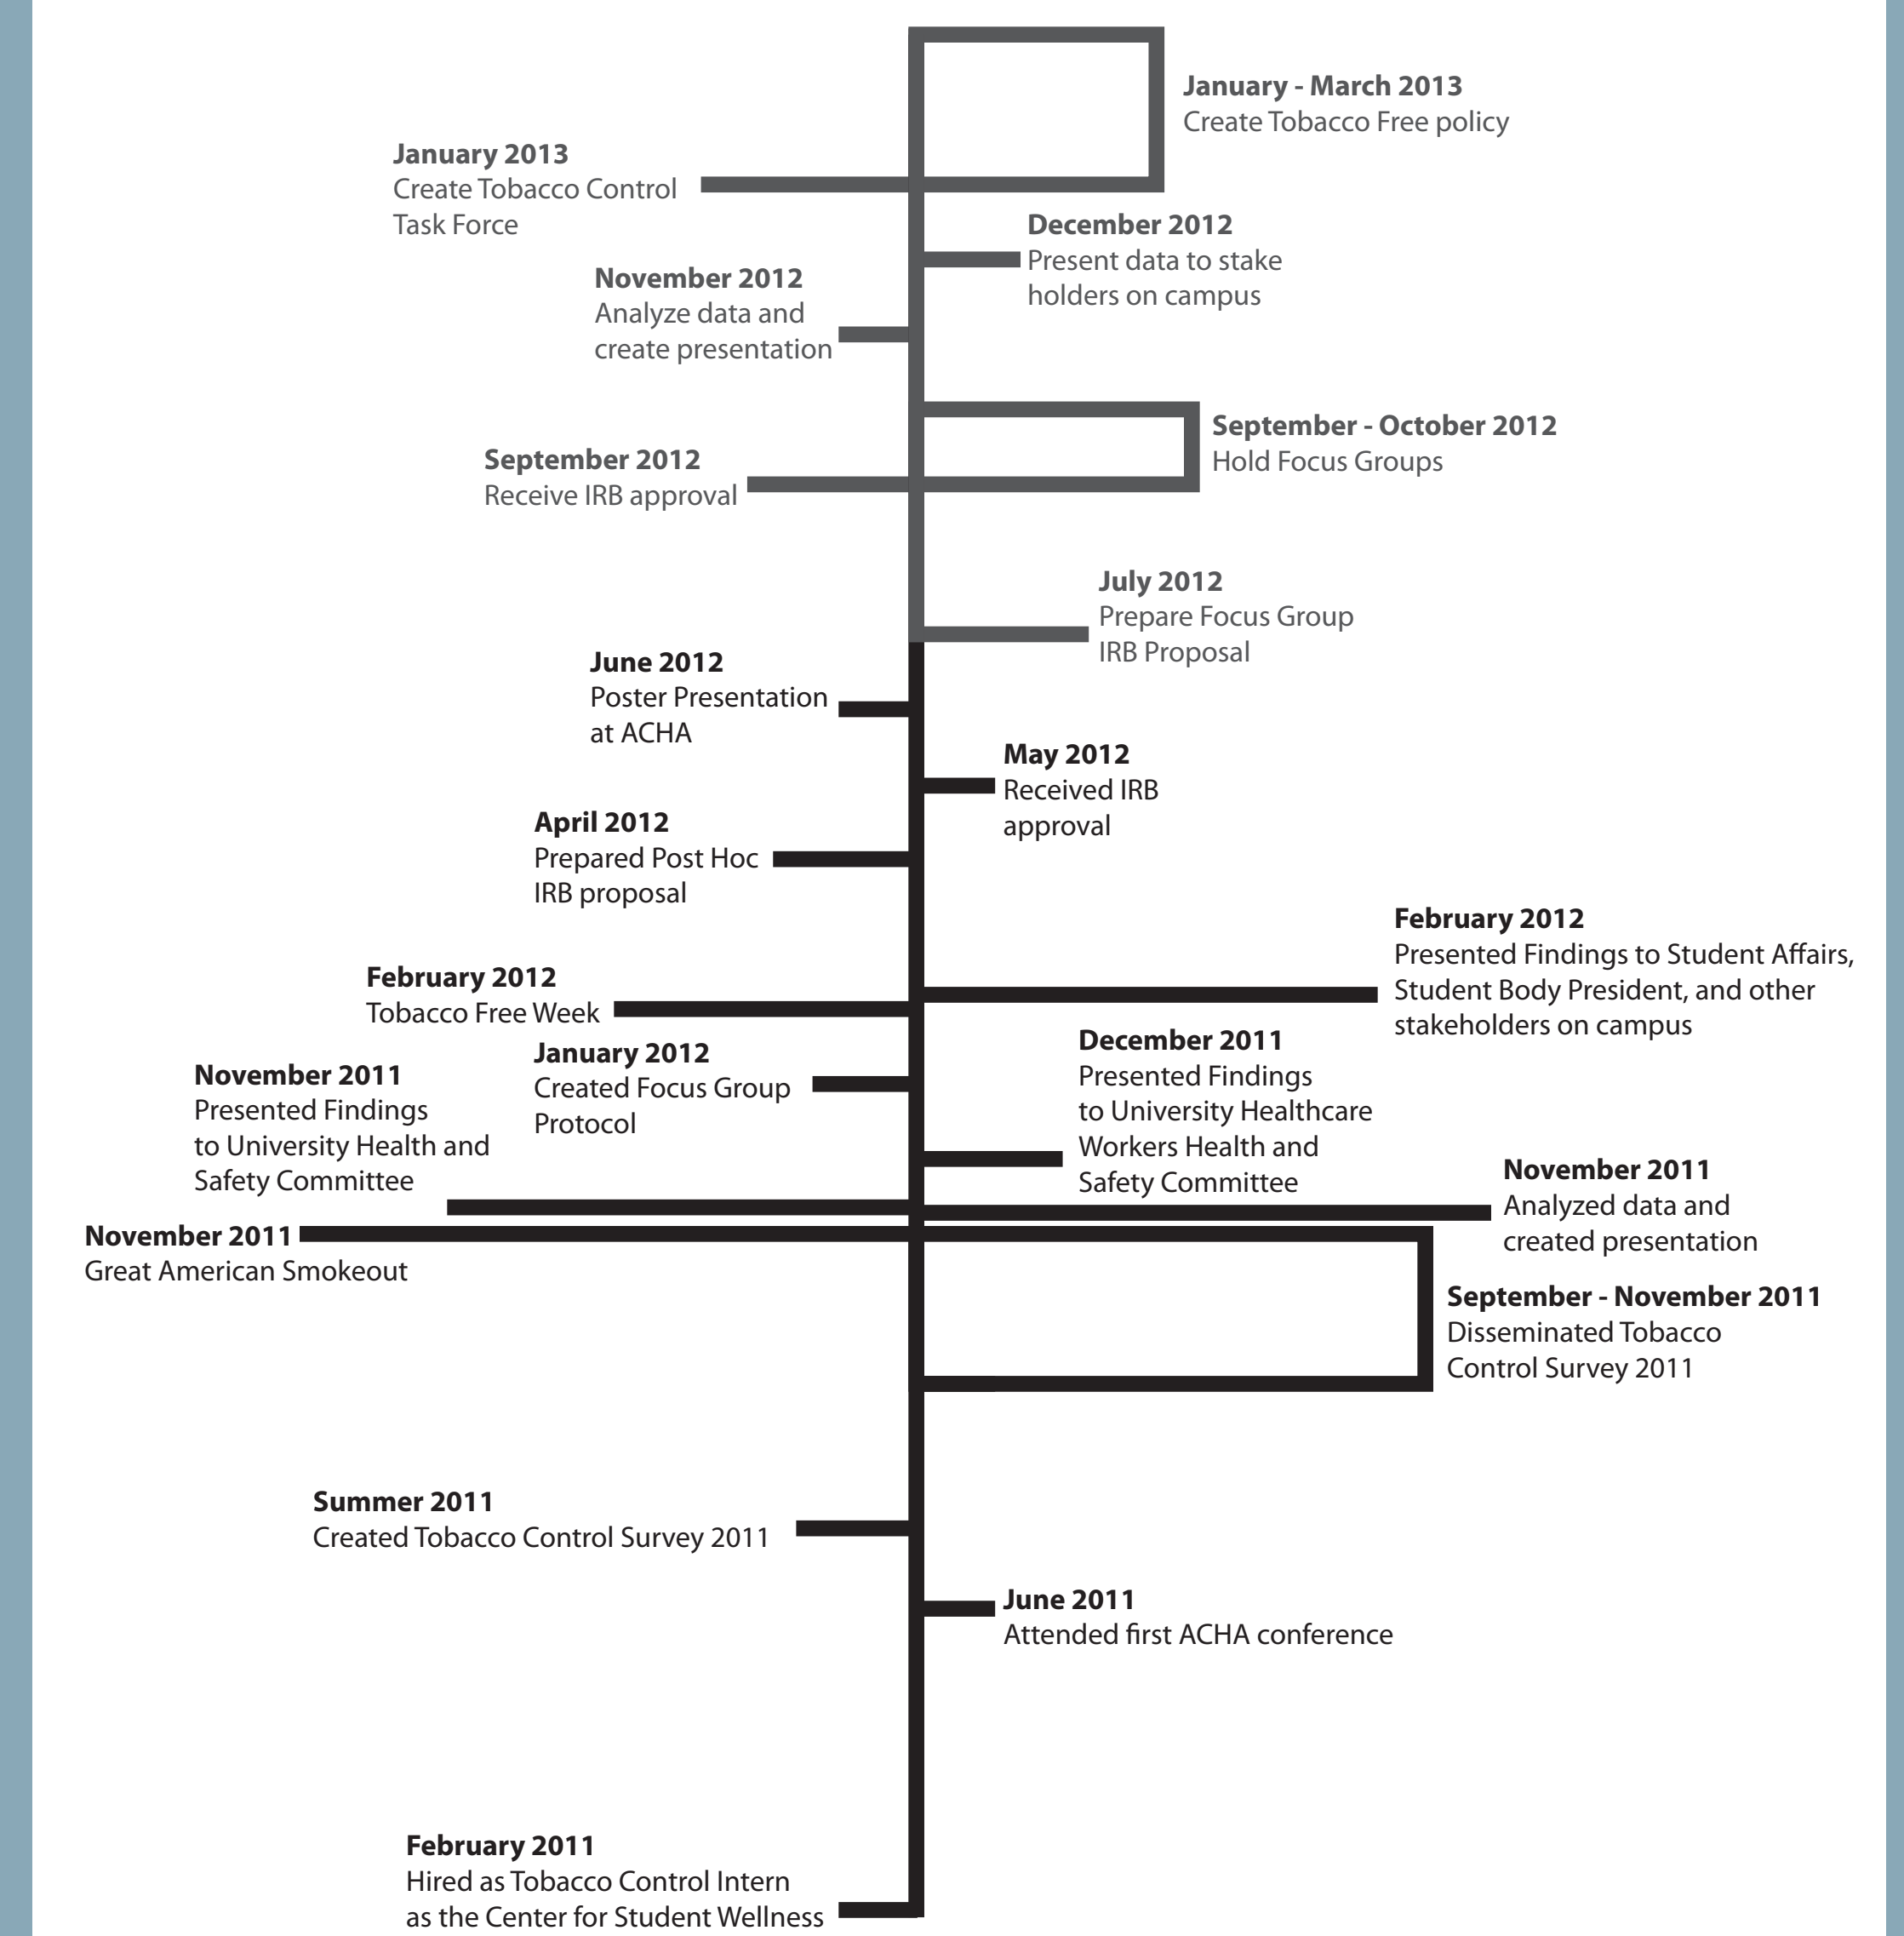 January - March 2013
Create Tobacco Free policy
January 2013
Create Tobacco Control
Task Force
December 2012
Present data to stake
holders on campus
November 2012
Analyze data and
create presentation
September - October 2012
Hold Focus Groups
September 2012
Receive IRB approval
July 2012
Prepare Focus Group
IRB Proposal
June 2012
Poster Presentation
at ACHA
May 2012
Received IRB
approval
April 2012
Prepared Post Hoc
IRB proposal
February 2012
Presented Findings to Student Affairs,
Student Body President, and other
stakeholders on campus
February 2012
Tobacco Free Week
December 2011
Presented Findings
to University Healthcare
Workers Health and
Safety Committee
January 2012
Created Focus Group
Protocol
November 2011
Presented Findings
to University Health and
Safety Committee
November 2011
Analyzed data and
created presentation
November 2011
Great American Smokeout
September - November 2011
Disseminated Tobacco
Control Survey 2011
Summer 2011
Created Tobacco Control Survey 2011
June 2011
Attended first ACHA conference
February 2011
Hired as Tobacco Control Intern
as the Center for Student Wellness